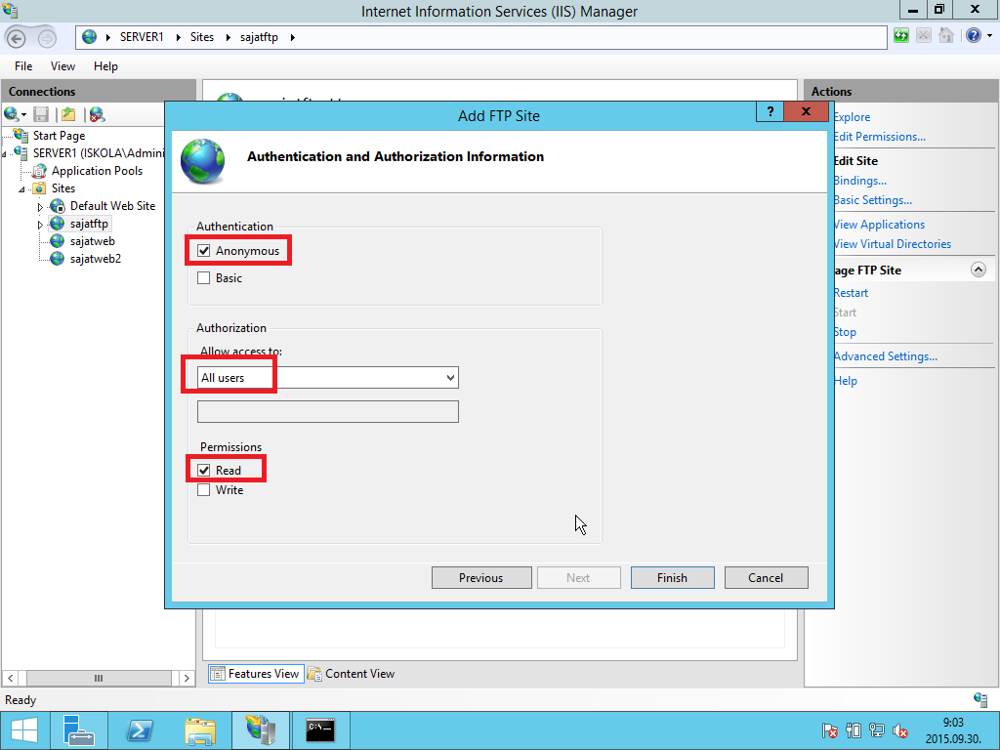 Internet Information Services (IIS) Manager
SERVER1 Sites sajatftp
File View Help
Connections
Start Page
SERVER1 (ISKOLA\Admini
Application Pools
Sites
Default Web Site
sajatftp
sajatweb
sajatweb2
Add FTP Site
?
Authentication and Authorization Information
Authentication
Anonymous
Basic
Authorization
Allow access to:
All users
Permissions
Read
Write
Previous Next Finish Cancel
Features View Content View
Actions
Explore
Edit Permissions...
Edit Site
Bindings...
Basic Settings...
View Applications
View Virtual Directories
age FTP Site
Restart
Start
Stop
Advanced Settings...
Help
Ready
9:03
2015.09.30.